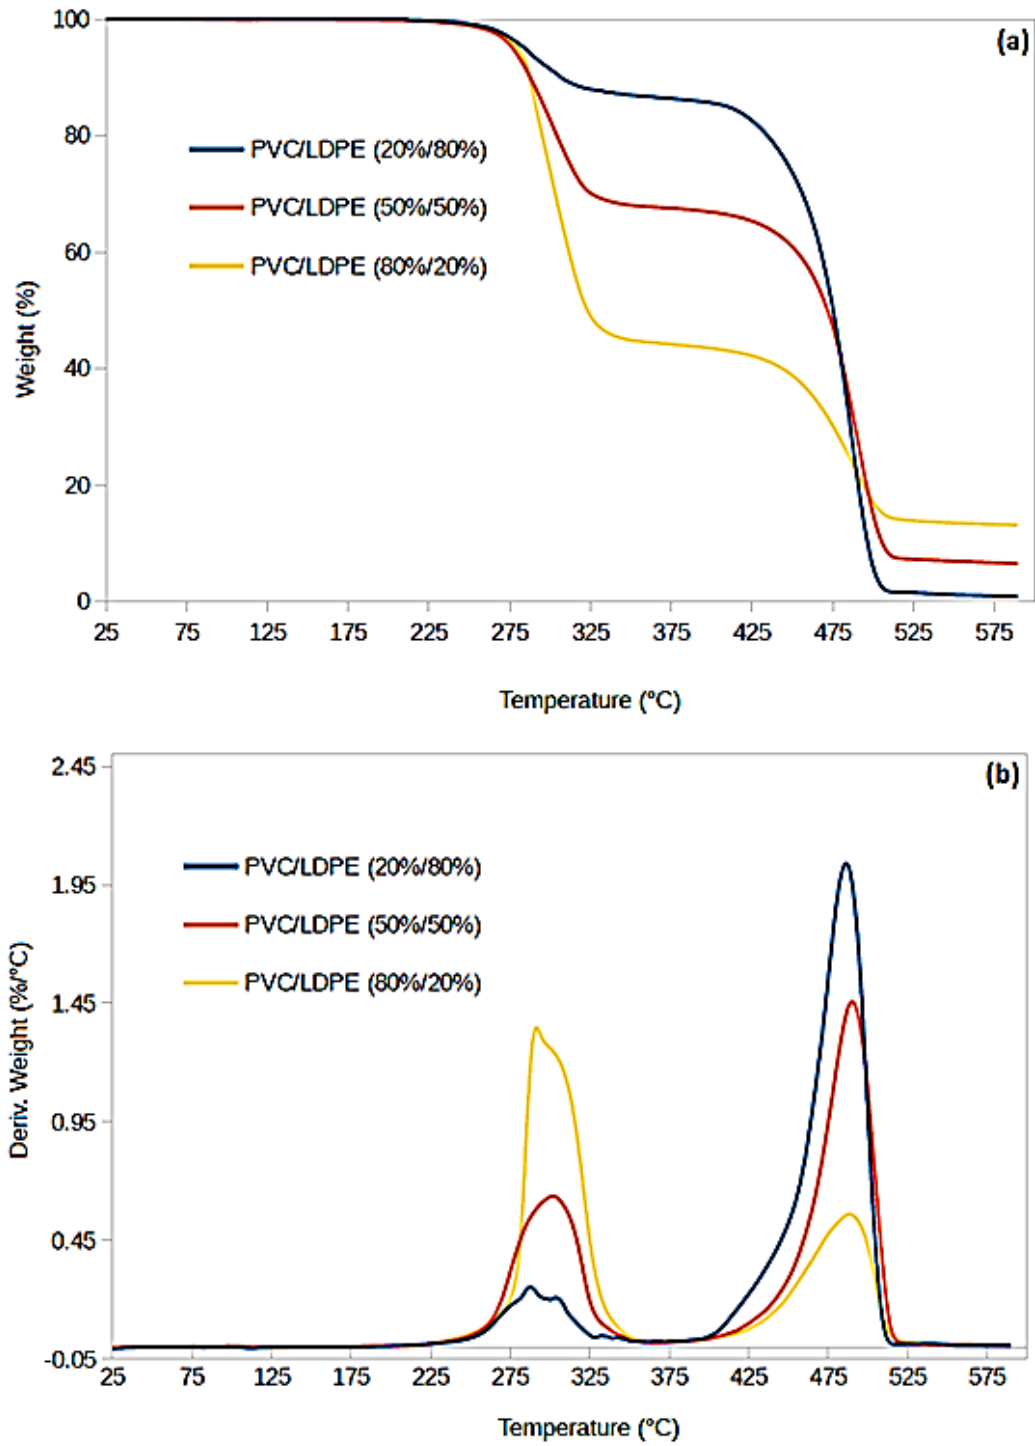 100
(a)
80
PVC/LDPE (20%/80%)
PVC/LDPE (50%/50%)
60
PVC/LDPE (80%/20%)
Weight (%)
40
20
0
25 75 125 175 225 275 325 375 425 475 525 575
Temperature (°C)
2.45
(b)
PVC/LDPE (20%/80%)
1.95
PVC/LDPE (50%/50%)
PVC/LDPE (80%/20%)
1.45
Deriv. Weight (%/°C)
0.95
0.45
-0.05
25 75 125 175 225 275 325 375 425 475 525 575
Temperature (°C)